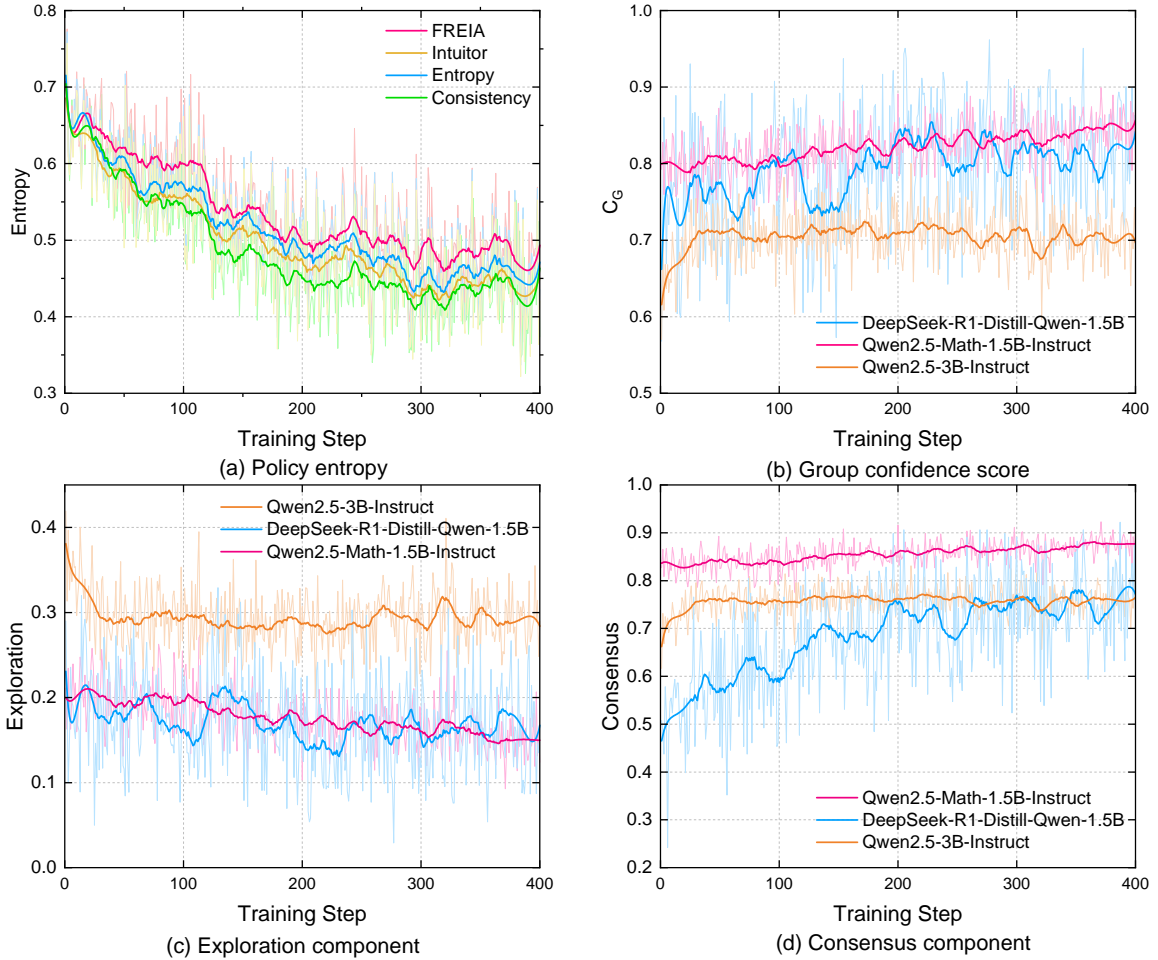 0.8
0.7
0.6
0.5
0.4
0.3
Entropy
FREIA
Intuitor
Entropy
Consistency
0 100 200 300 400
Training Step
(a) Policy entropy
1.0
0.9
0.8
0.7
0.6
0.5
C_G
DeepSeek-R1-Distill-Qwen-1.5B
Qwen2.5-Math-1.5B-Instruct
Qwen2.5-3B-Instruct
0 100 200 300 400
Training Step
(b) Group confidence score
0.4
0.3
0.2
0.1
0.0
Exploration
Qwen2.5-3B-Instruct
DeepSeek-R1-Distill-Qwen-1.5B
Qwen2.5-Math-1.5B-Instruct
0 100 200 300 400
Training Step
(c) Exploration component
1.0
0.9
0.8
0.7
0.6
0.5
0.4
0.3
0.2
Consensus
Qwen2.5-Math-1.5B-Instruct
DeepSeek-R1-Distill-Qwen-1.5B
Qwen2.5-3B-Instruct
0 100 200 300 400
Training Step
(d) Consensus component